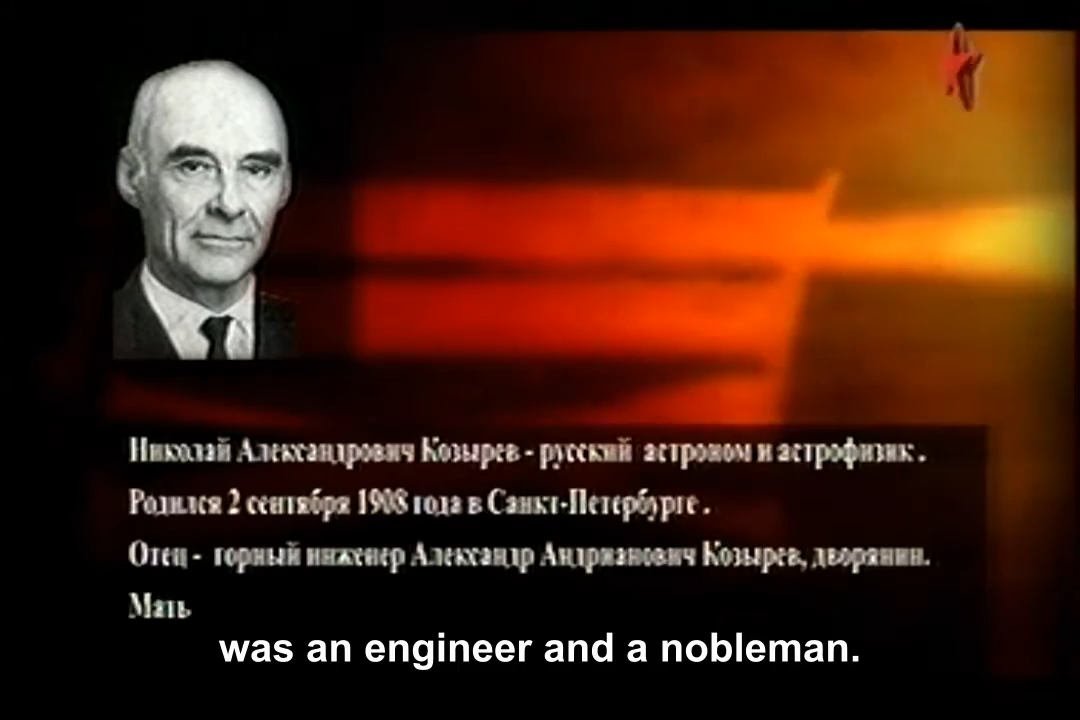 Николай Александрович Козырев - русский астроном и астрофизик .
Родился 2 сентября 1908 года в Санкт-Петербурге .
Отец - горный инженер Александр Андрианович Козырев, дворянин.
Мать
was an engineer and a nobleman.